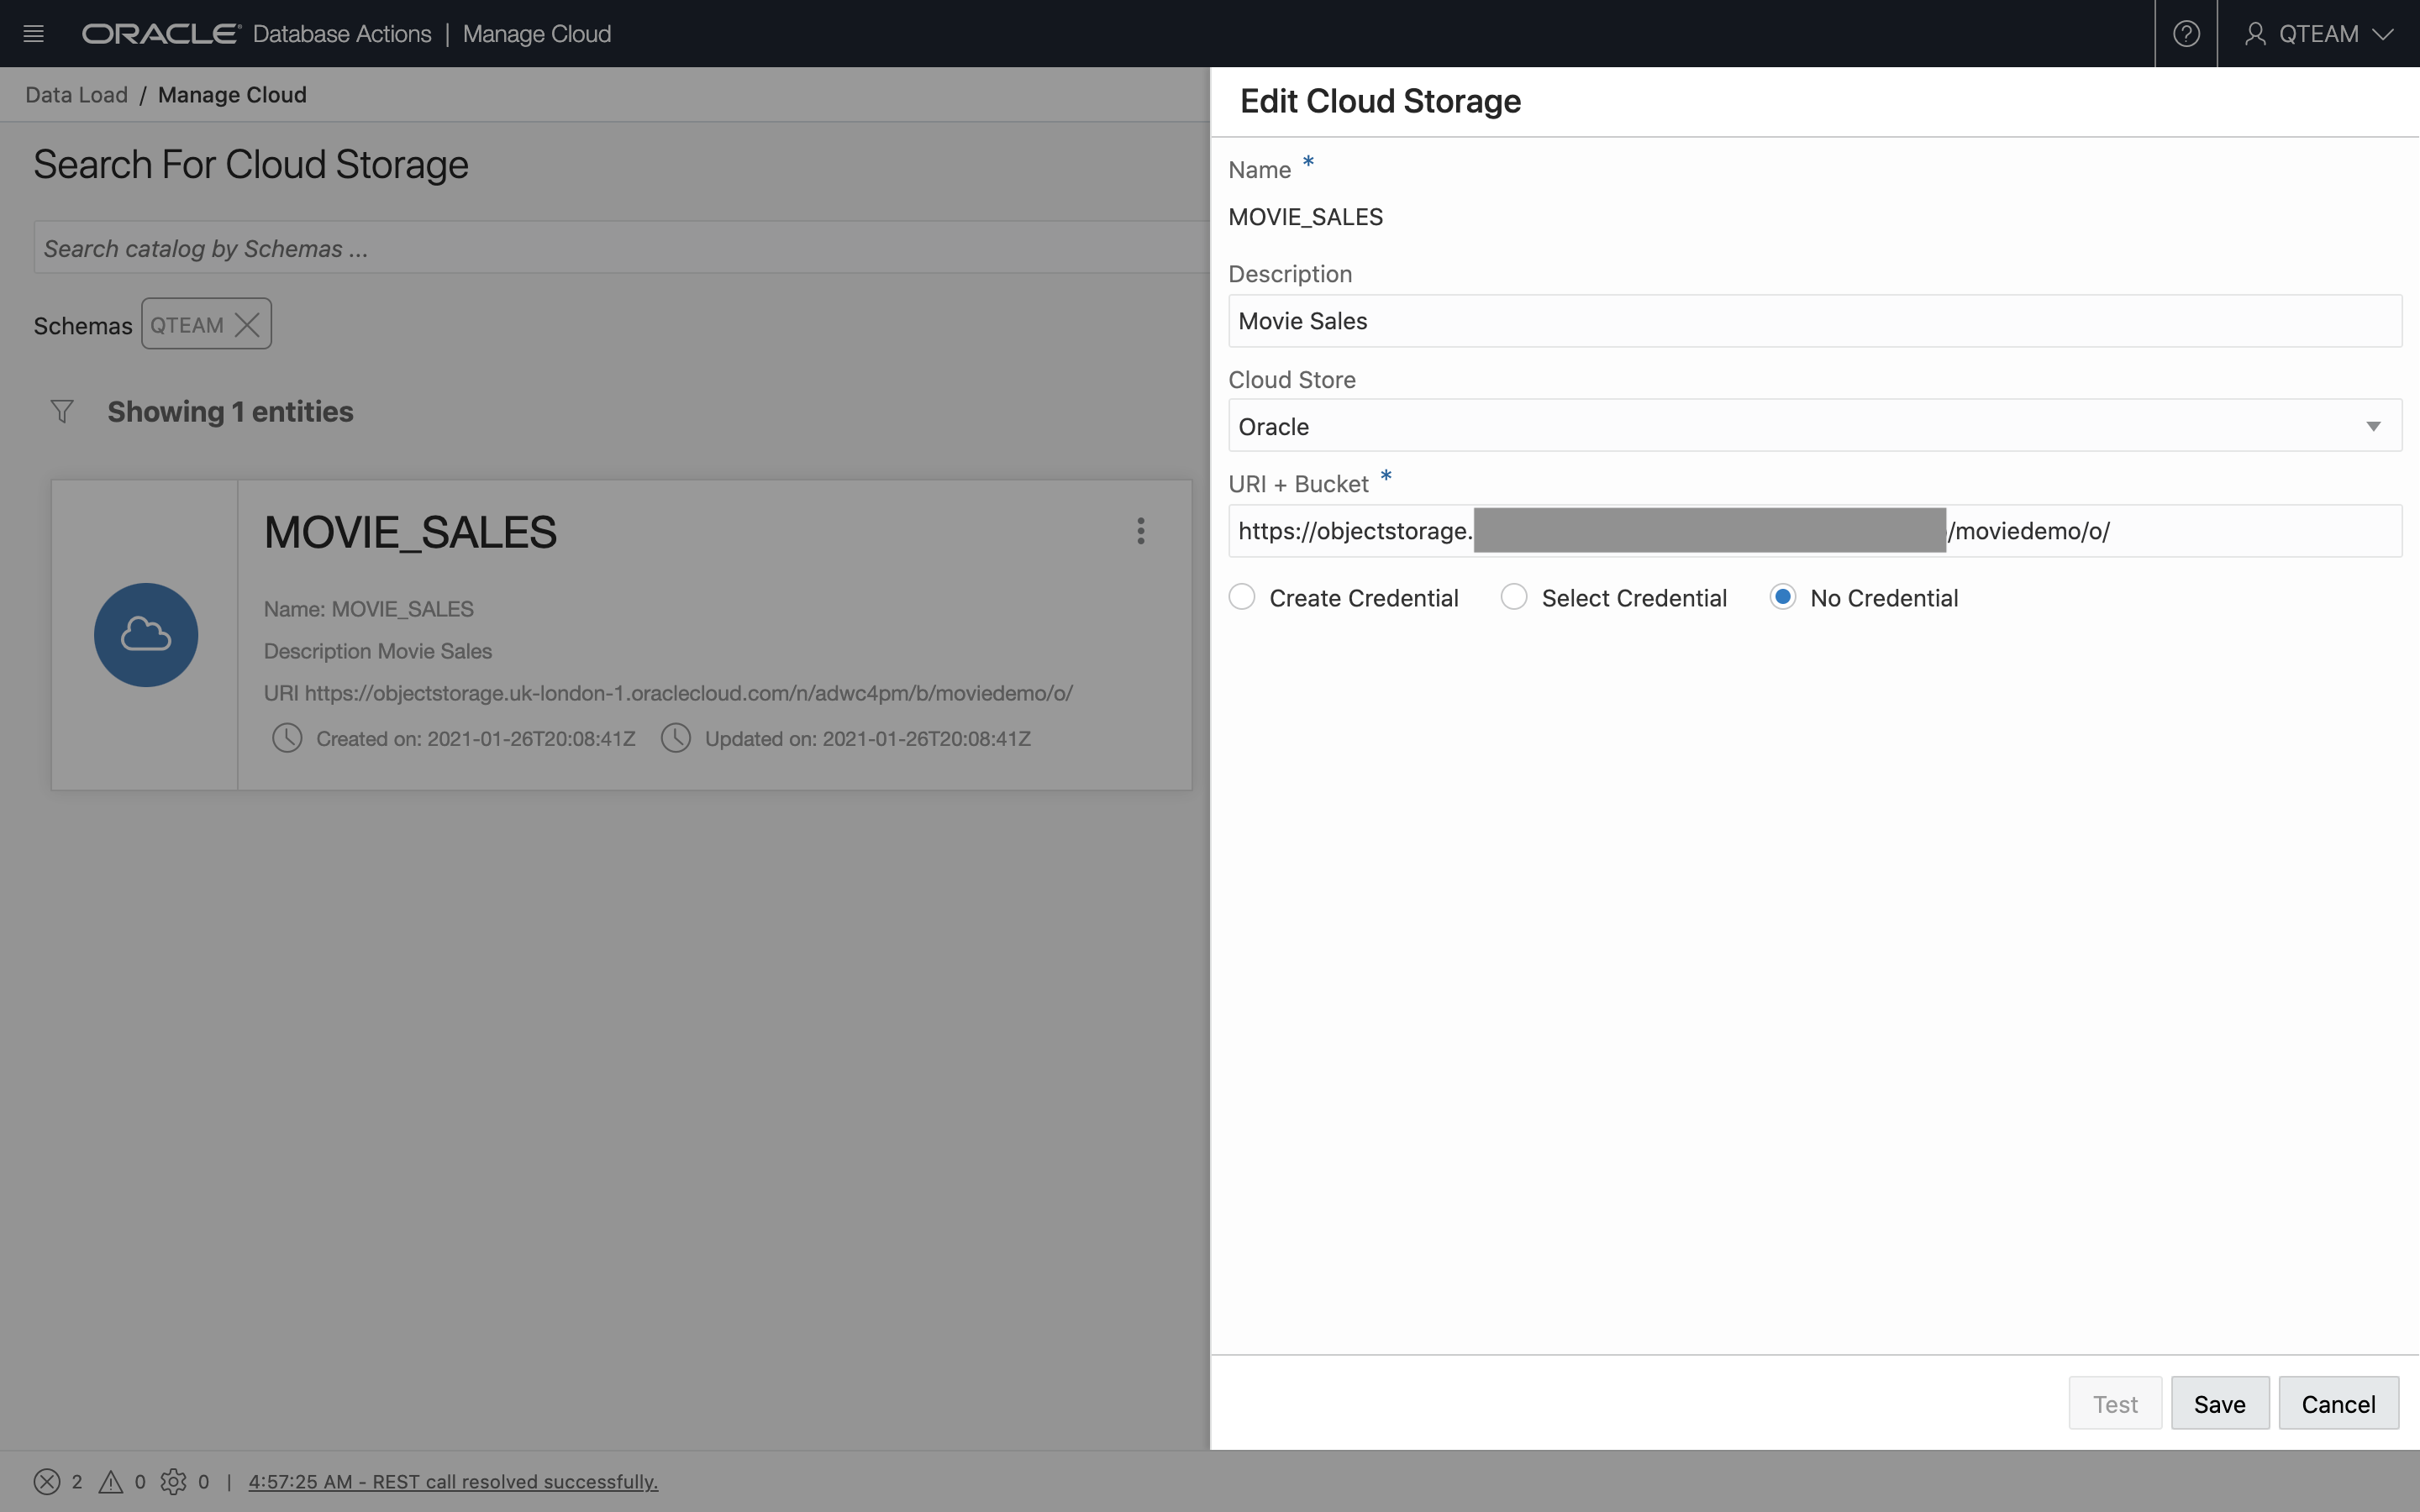 ORACLE Database Actions | Manage Cloud
QTEAM
Data Load / Manage Cloud
Search For Cloud Storage
Search catalog by Schemas ...
Schemas QTEAM
Showing 1 entities
MOVIE_SALES
Name: MOVIE_SALES
Description Movie Sales
URI https://objectstorage.uk-london-1.oraclecloud.com/n/adwc4pm/b/moviedemo/o/
Created on: 2021-01-26T20:08:41Z Updated on: 2021-01-26T20:08:41Z
Edit Cloud Storage
Name *
MOVIE_SALES
Description
Movie Sales
Cloud Store
Oracle
URI + Bucket *
https://objectstorage. /moviedemo/o/
Create Credential Select Credential No Credential
Test Save Cancel
2 0 0 | 4:57:25 AM - REST call resolved successfully.